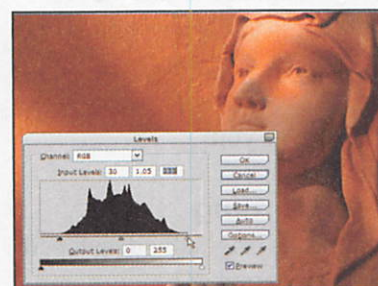 Levels
Channel: RGB
Input Levels: 30 1.05
Output Levels: 0 255
OK
Cancel
Load...
Save...
Auto
Options...
Preview